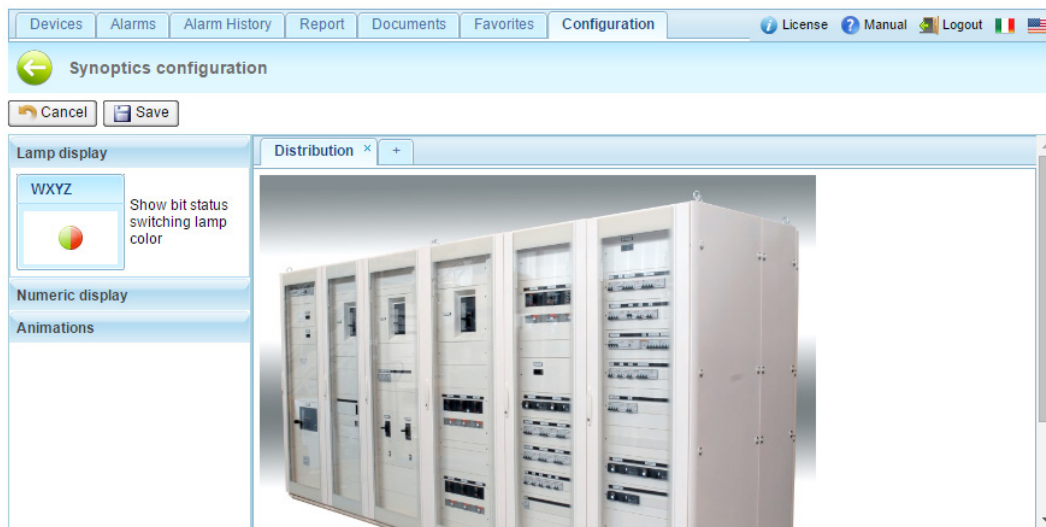 Devices Alarms Alarm History Report Documents Favorites Configuration License Manual Logout
Synoptics configuration
Cancel Save
Lamp display
Distribution × +
WXYZ
Show bit status
switching lamp
color
Numeric display
Animations